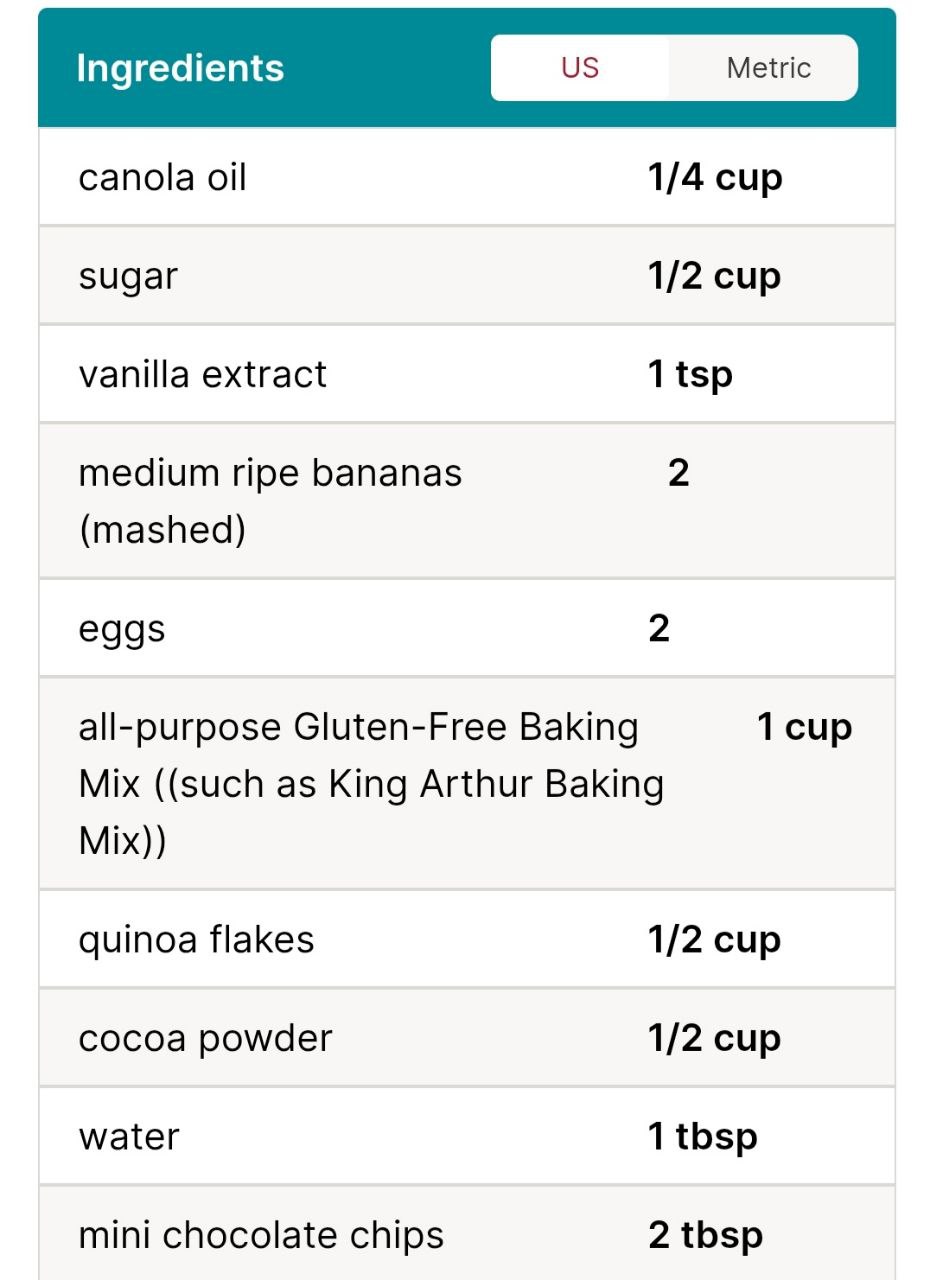 Ingredients US Metric
canola oil 1/4 cup
sugar 1/2 cup
vanilla extract 1 tsp
medium ripe bananas 2
(mashed)
eggs 2
all-purpose Gluten-Free Baking 1 cup
Mix ((such as King Arthur Baking
Mix))
quinoa flakes 1/2 cup
cocoa powder 1/2 cup
water 1 tbsp
mini chocolate chips 2 tbsp